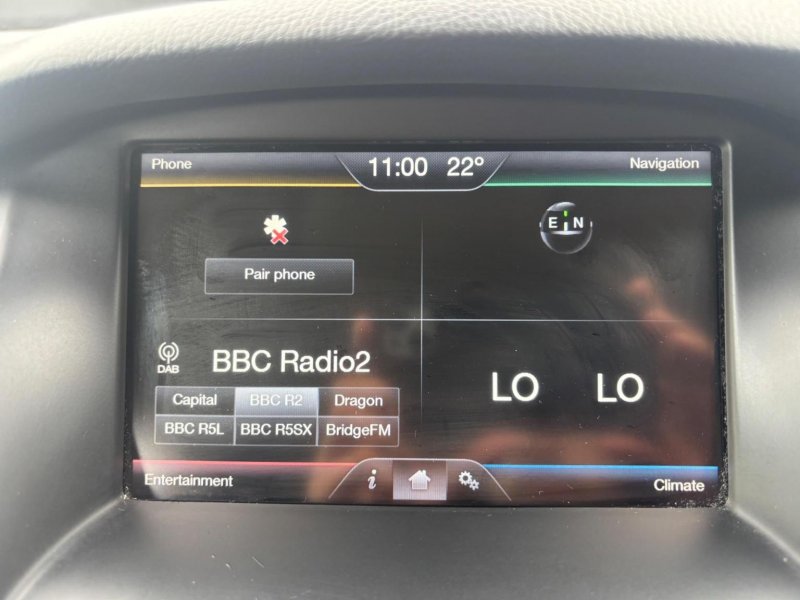 Phone 11:00 22° Navigation
E N
Pair phone
DAB BBC Radio2
LO LO
Capital BBC R2 Dragon
BBC R5L BBC R5SX BridgeFM
Entertainment i Climate